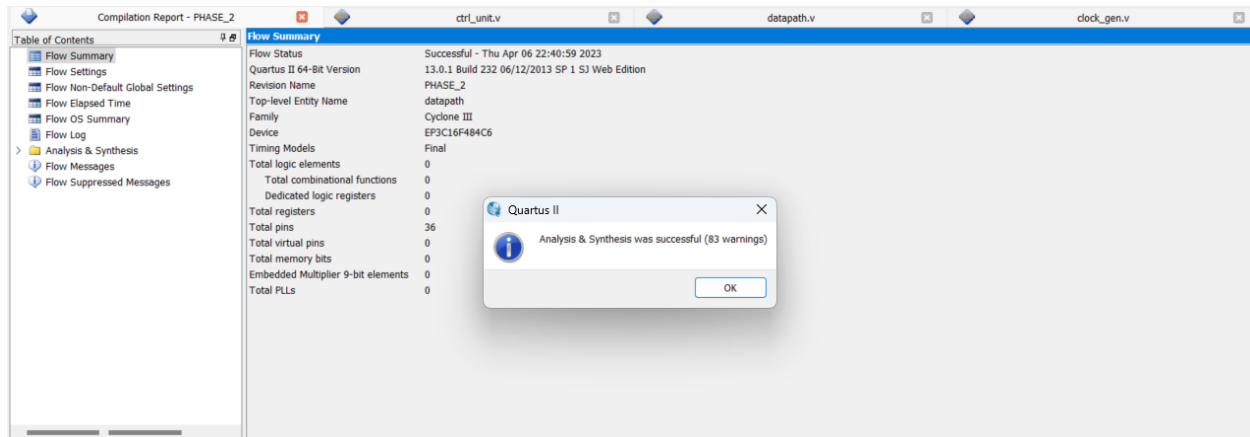 Compilation Report - PHASE_2
ctrl_unit.v
datapath.v
clock_gen.v
Table of Contents
Flow Summary
Flow Settings
Flow Non-Default Global Settings
Flow Elapsed Time
Flow OS Summary
Flow Log
Analysis & Synthesis
Flow Messages
Flow Suppressed Messages
Flow Summary
Flow Status Successful - Thu Apr 06 22:40:59 2023
Quartus II 64-Bit Version 13.0.1 Build 232 06/12/2013 SP 1 SJ Web Edition
Revision Name PHASE_2
Top-level Entity Name datapath
Family Cyclone III
Device EP3C16F484C6
Timing Models Final
Total logic elements 0
Total combinational functions 0
Dedicated logic registers 0
Total registers 0
Total pins 36
Total virtual pins 0
Total memory bits 0
Embedded Multiplier 9-bit elements 0
Total PLLs 0
Quartus II
Analysis & Synthesis was successful (83 warnings)
OK